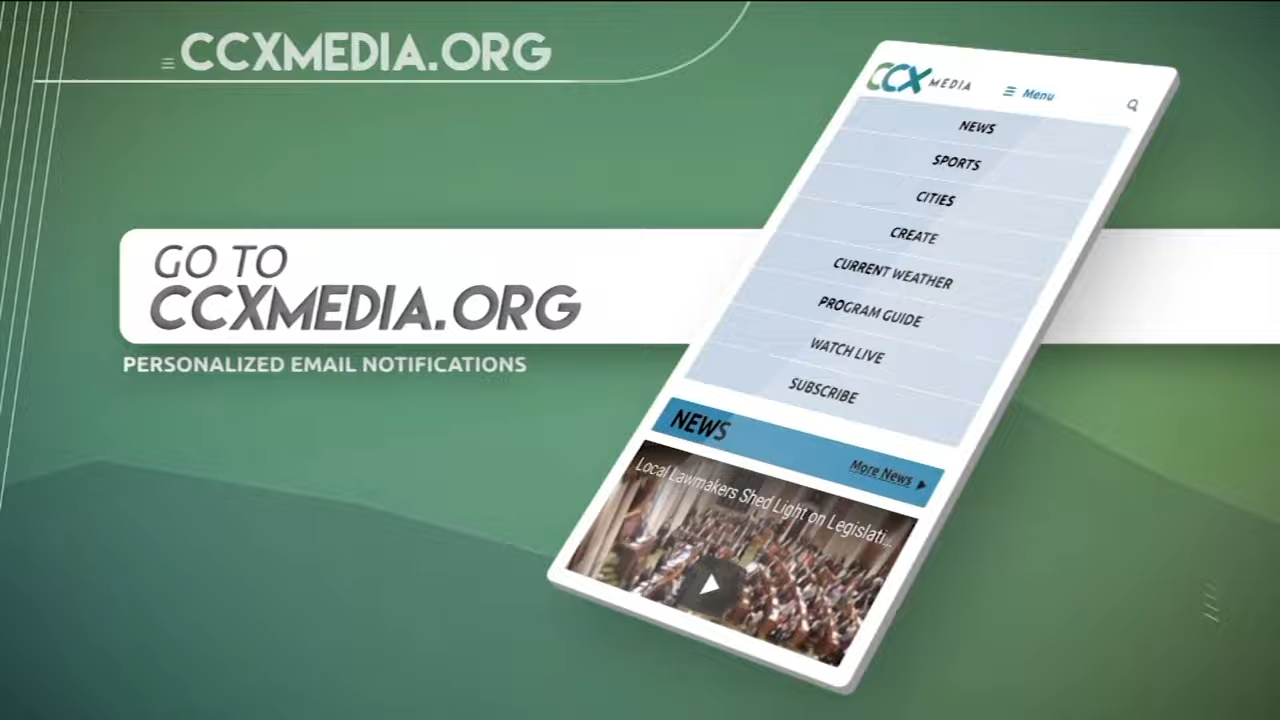 CCXMEDIA.ORG
GO TO
CCXMEDIA.ORG
PERSONALIZED EMAIL NOTIFICATIONS
CCX MEDIA
Menu
NEWS
SPORTS
CITIES
CREATE
CURRENT WEATHER
PROGRAM GUIDE
WATCH LIVE
SUBSCRIBE
NEWS
More News
Local Lawmakers Shed Light on Legislati...